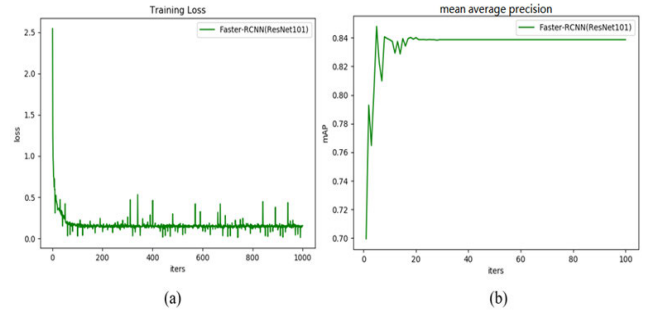 Training Loss
Faster-RCNN(ResNet101)
2.5
2.0
1.5
1.0
0.5
0.0
loss
0 200 400 600 800 1000
iters
(a)
mean average precision
Faster-RCNN(ResNet101)
0.84
0.82
0.80
0.78
0.76
0.74
0.72
0.70
mAP
0 20 40 60 80 100
iters
(b)